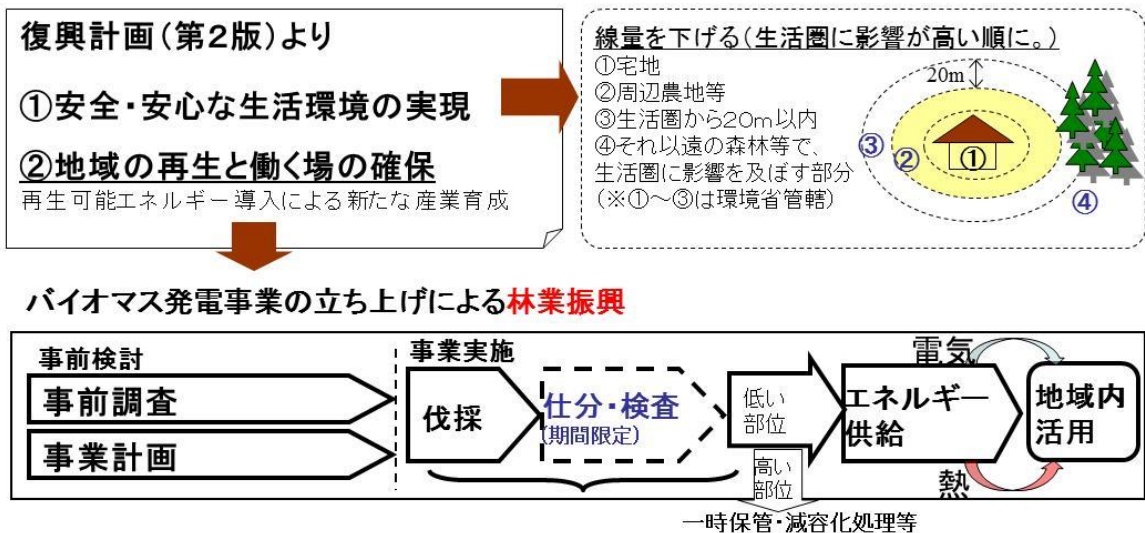 復興計画(第2版)より
①安全・安心な生活環境の実現
②地域の再生と働く場の確保
再生可能エネルギー導入による新たな産業育成
線量を下げる(生活圏に影響が高い順に。)
①宅地
②周辺農地等
③生活圏から20m以内
④それ以遠の森林等で、
生活圏に影響を及ぼす部分
(※①~③は環境省管轄)
20m
①
②
③
④
バイオマス発電事業の立ち上げによる林業振興
事前検討
事前調査
事業計画
事業実施
伐採
仕分・検査
(期間限定)
低い
部位
高い
部位
一時保管・減容化処理等
エネルギー
供給
電気
熱
地域内
活用